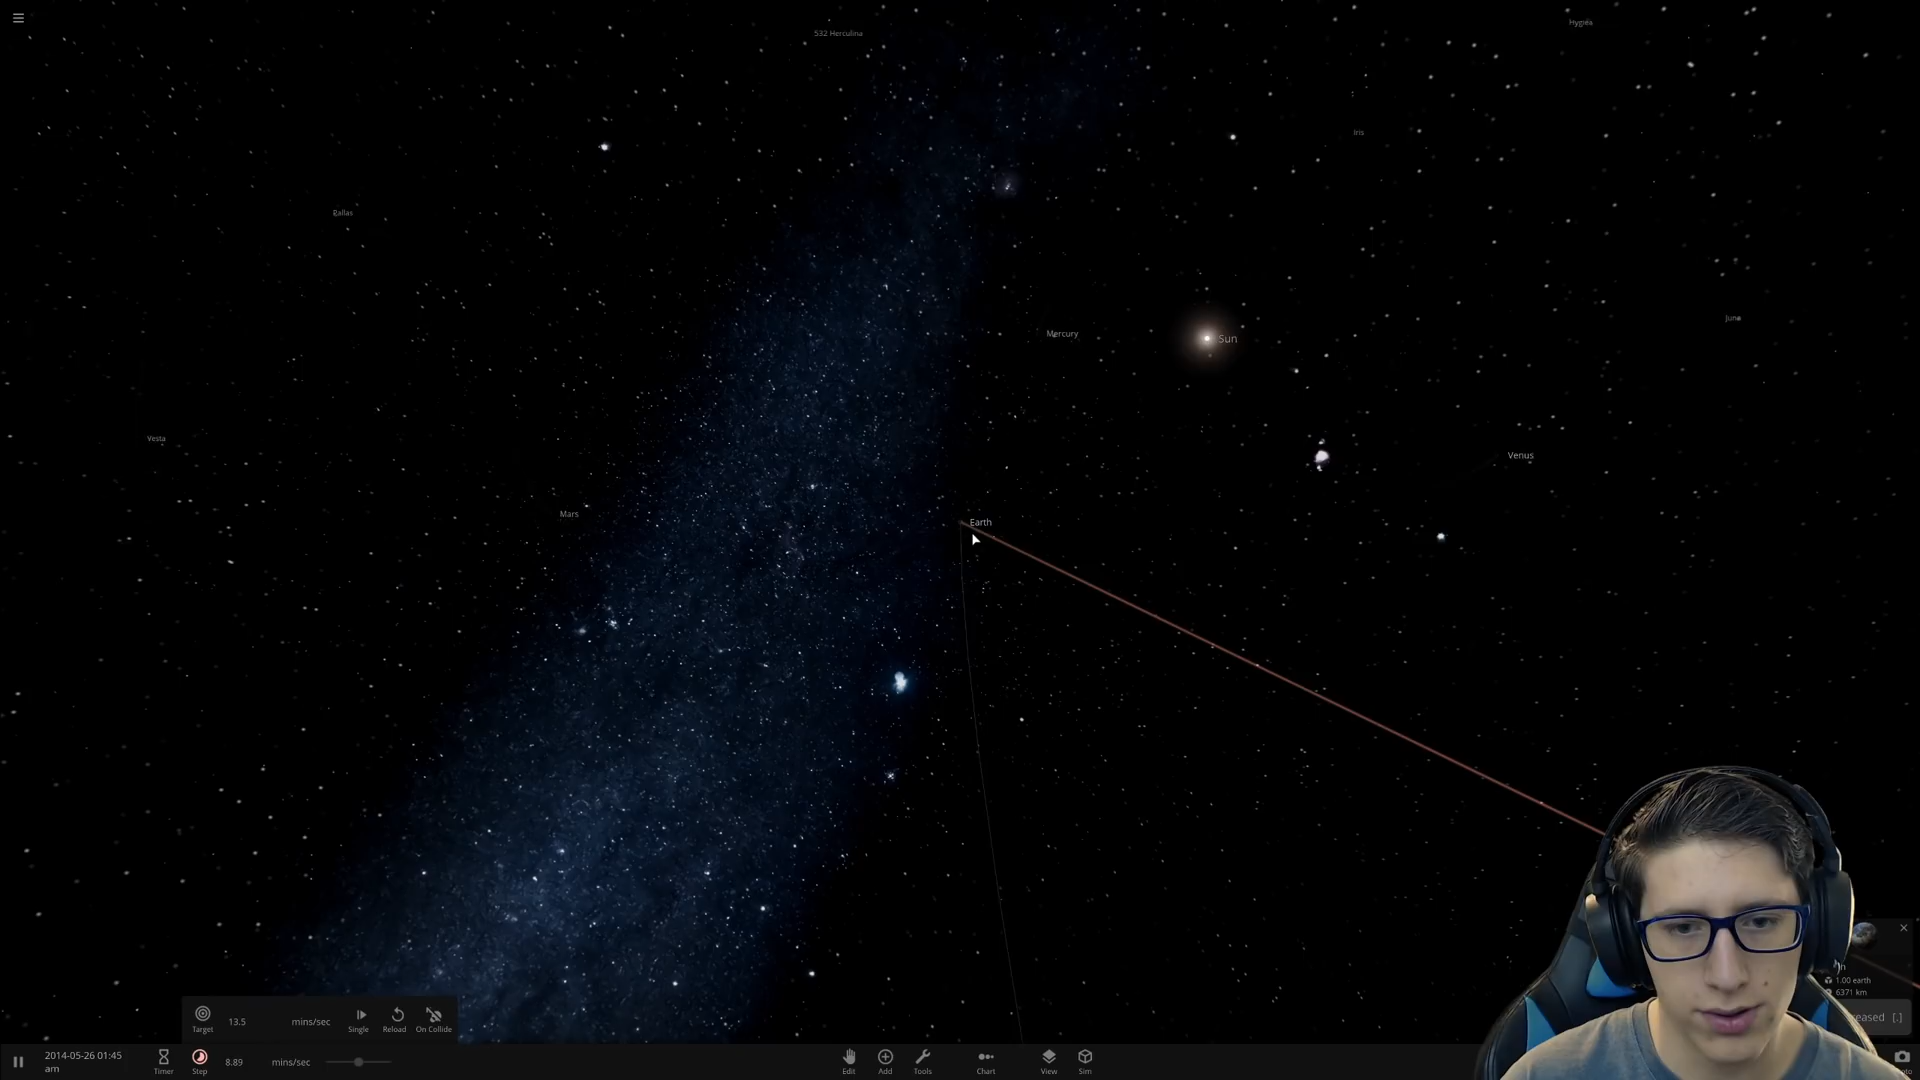 532 Herculina
Hygiea
Iris
Pallas
Juno
Mercury
Sun
Vesta
Venus
Mars
Earth
1.00 earth
6371 km
eased [.]
Target
13.5
mins/sec
Single
Reload
On Collide
2014-05-26 01:45
am
Timer
Step
8.89
mins/sec
Edit
Add
Tools
Chart
View
Sim